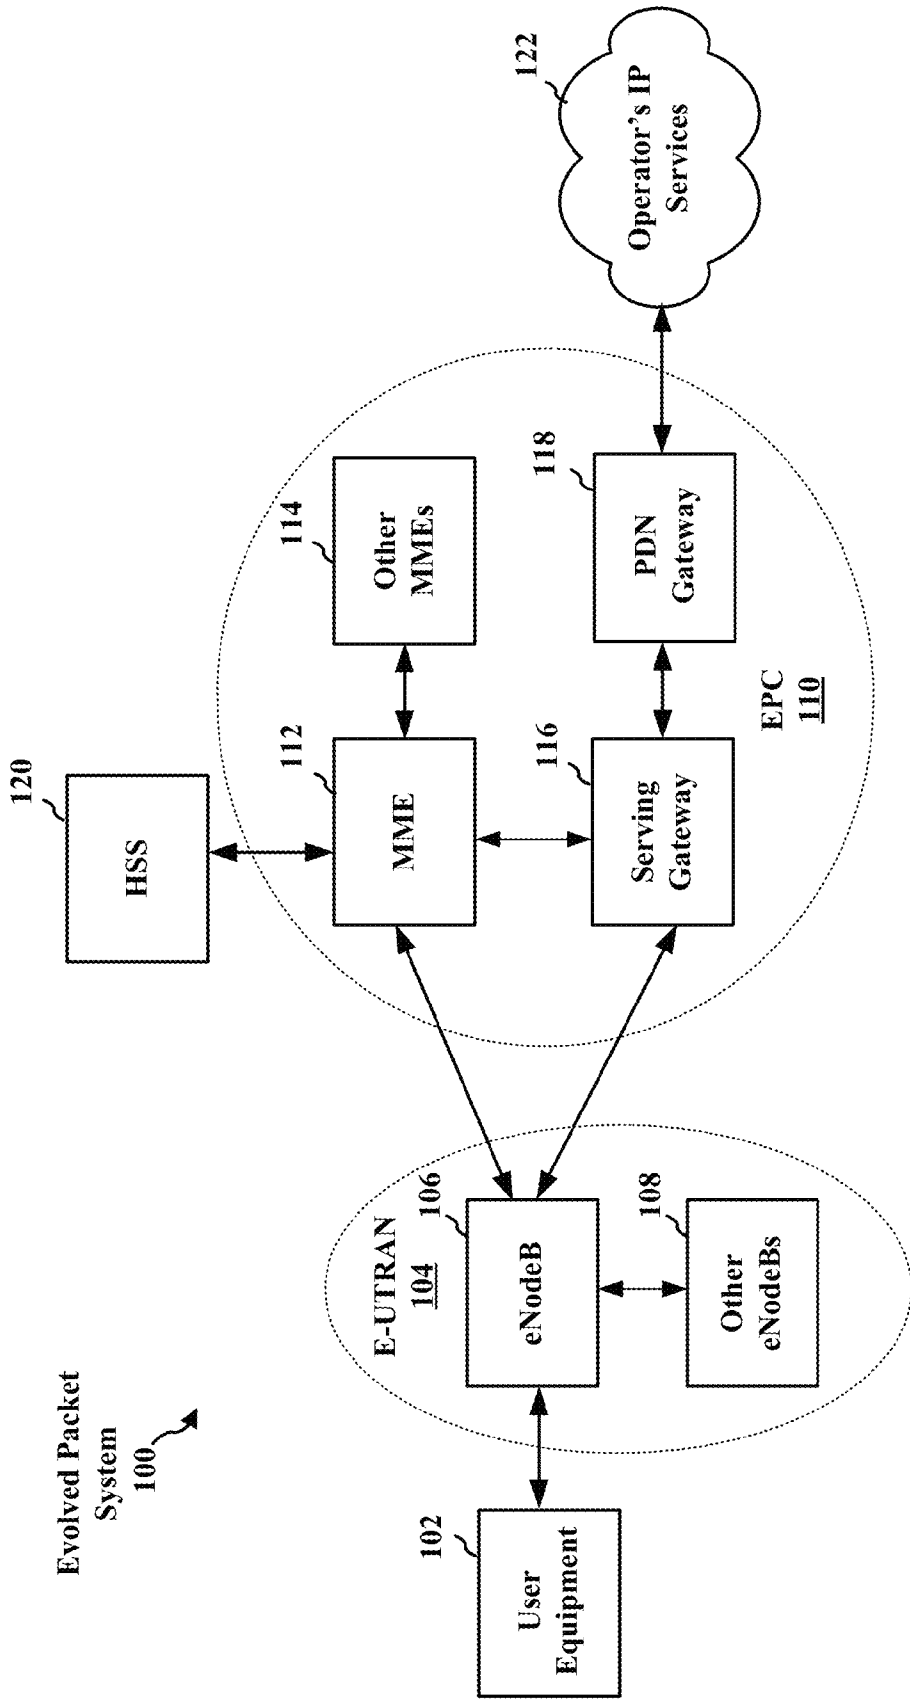 Evolved Packet
System
100
102
User
Equipment
E-UTRAN
104
106
eNodeB
108
Other
eNodeBs
120
HSS
112
MME
114
Other
MMEs
116
Serving
Gateway
118
PDN
Gateway
EPC
110
122
Operator's IP
Services